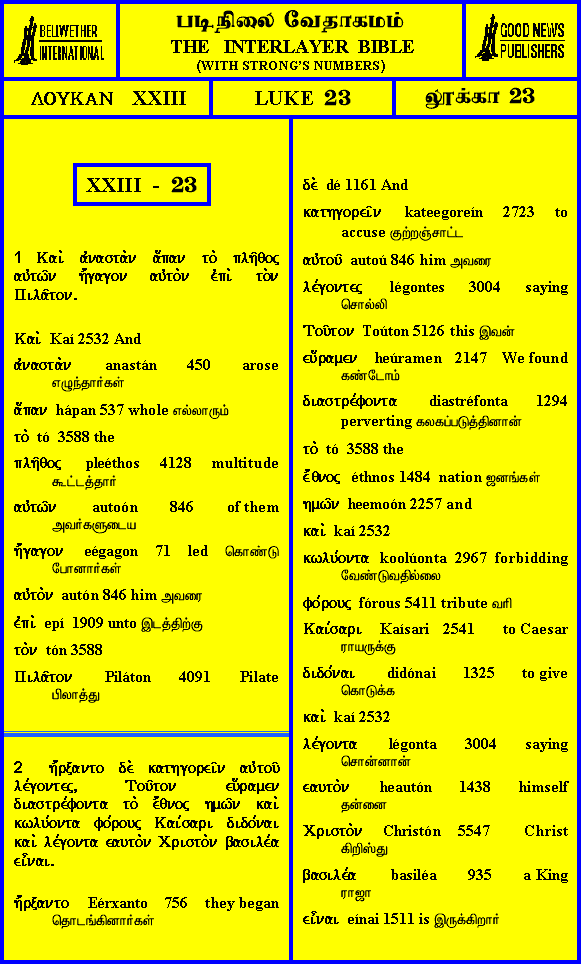 BELLWETHER
INTERNATIONAL
படிநிலை வேதாகமம்
THE INTERLAYER BIBLE
(WITH STRONG'S NUMBERS)
GOOD NEWS
PUBLISHERS
ΛΟΥΚΑΝ XXIII
LUKE 23
லூக்கா 23
XXIII - 23
1 Καὶ ἀναστὰν ἅπαν τὸ πλῆθος
αὐτῶν ἤγαγον αὐτὸν ἐπὶ τὸν
Πιλᾶτον.
Καὶ Kaí 2532 And
ἀναστὰν anastán 450 arose
எழுந்தார்கள்
ἅπαν hápan 537 whole எல்லாரும்
τὸ tó 3588 the
πλῆθος pleéthos 4128 multitude
கூட்டத்தார்
αὐτῶν autoón 846 of them
அவர்களுடைய
ἤγαγον eégagon 71 led கொண்டு
போனார்கள்
αὐτὸν autón 846 him அவரை
ἐπὶ epí 1909 unto இடத்திற்கு
τὸν tón 3588
Πιλᾶτον Piláton 4091 Pilate
பிலாத்து
2 ἤρξαντο δὲ κατηγορεῖν αὐτοῦ
λέγοντες, Τοῦτον εὕραμεν
διαστρέφοντα τὸ ἔθνος ημῶν καὶ
κωλύοντα φόρους Καίσαρι διδόναι
καὶ λέγοντα εαυτὸν Χριστὸν βασιλέα
εἶναι.
ἤρξαντο Eérxanto 756 they began
தொடங்கினார்கள்
δὲ dé 1161 And
κατηγορεῖν kateegoreín 2723 to
accuse குற்றஞ்சாட்ட
αὐτοῦ autoú 846 him அவரை
λέγοντες légontes 3004 saying
சொல்லி
Τοῦτον Toúton 5126 this இவன்
εὕραμεν heúramen 2147 We found
கண்டோம்
διαστρέφοντα diastréfonta 1294
perverting கலகப்படுத்தினான்
τὸ tó 3588 the
ἔθνος éthnos 1484 nation ஜனங்கள்
ημῶν heemoón 2257 and
καὶ kaí 2532
κωλύοντα koolúonta 2967 forbidding
வேண்டுவதில்லை
φόρους fórous 5411 tribute வரி
Καίσαρι Kaísari 2541 to Caesar
ராயருக்கு
διδόναι didónai 1325 to give
கொடுக்க
καὶ kaí 2532
λέγοντα légonta 3004 saying
சொன்னான்
εαυτὸν heautón 1438 himself
தன்னை
Χριστὸν Christón 5547 Christ
கிறிஸ்து
βασιλέα basiléa 935 a King
ராஜா
εἶναι eínai 1511 is இருக்கிறார்